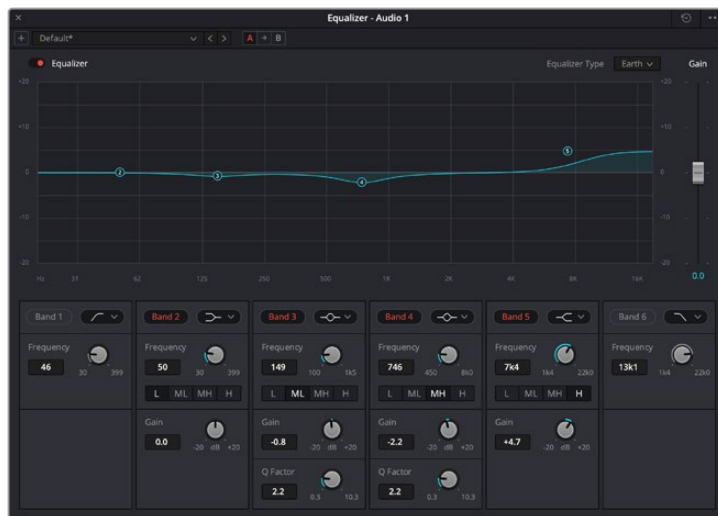 Equalizer - Audio 1
Default*
A B
Equalizer
Equalizer Type Earth Gain
+20 +20
+10 +10
0 0
-10 -10
-20 -20
2 3 4 5
Hz 31 62 125 250 500 1K 2K 4K 8K 16K
0.0
Band 1 Band 2 Band 3 Band 4 Band 5 Band 6
Frequency Frequency Frequency Frequency Frequency Frequency
46 50 149 746 7k4 13k1
30 399 30 399 100 1k5 450 8k0 1k4 22k0 1k4 22k0
L ML MH H L ML MH H L ML MH H L ML MH H
Gain Gain Gain Gain
0.0 -0.8 -2.2 +4.7
-20 dB +20 -20 dB +20 -20 dB +20 -20 dB +20
Q Factor Q Factor
2.2 2.2
0.3 10.3 0.3 10.3